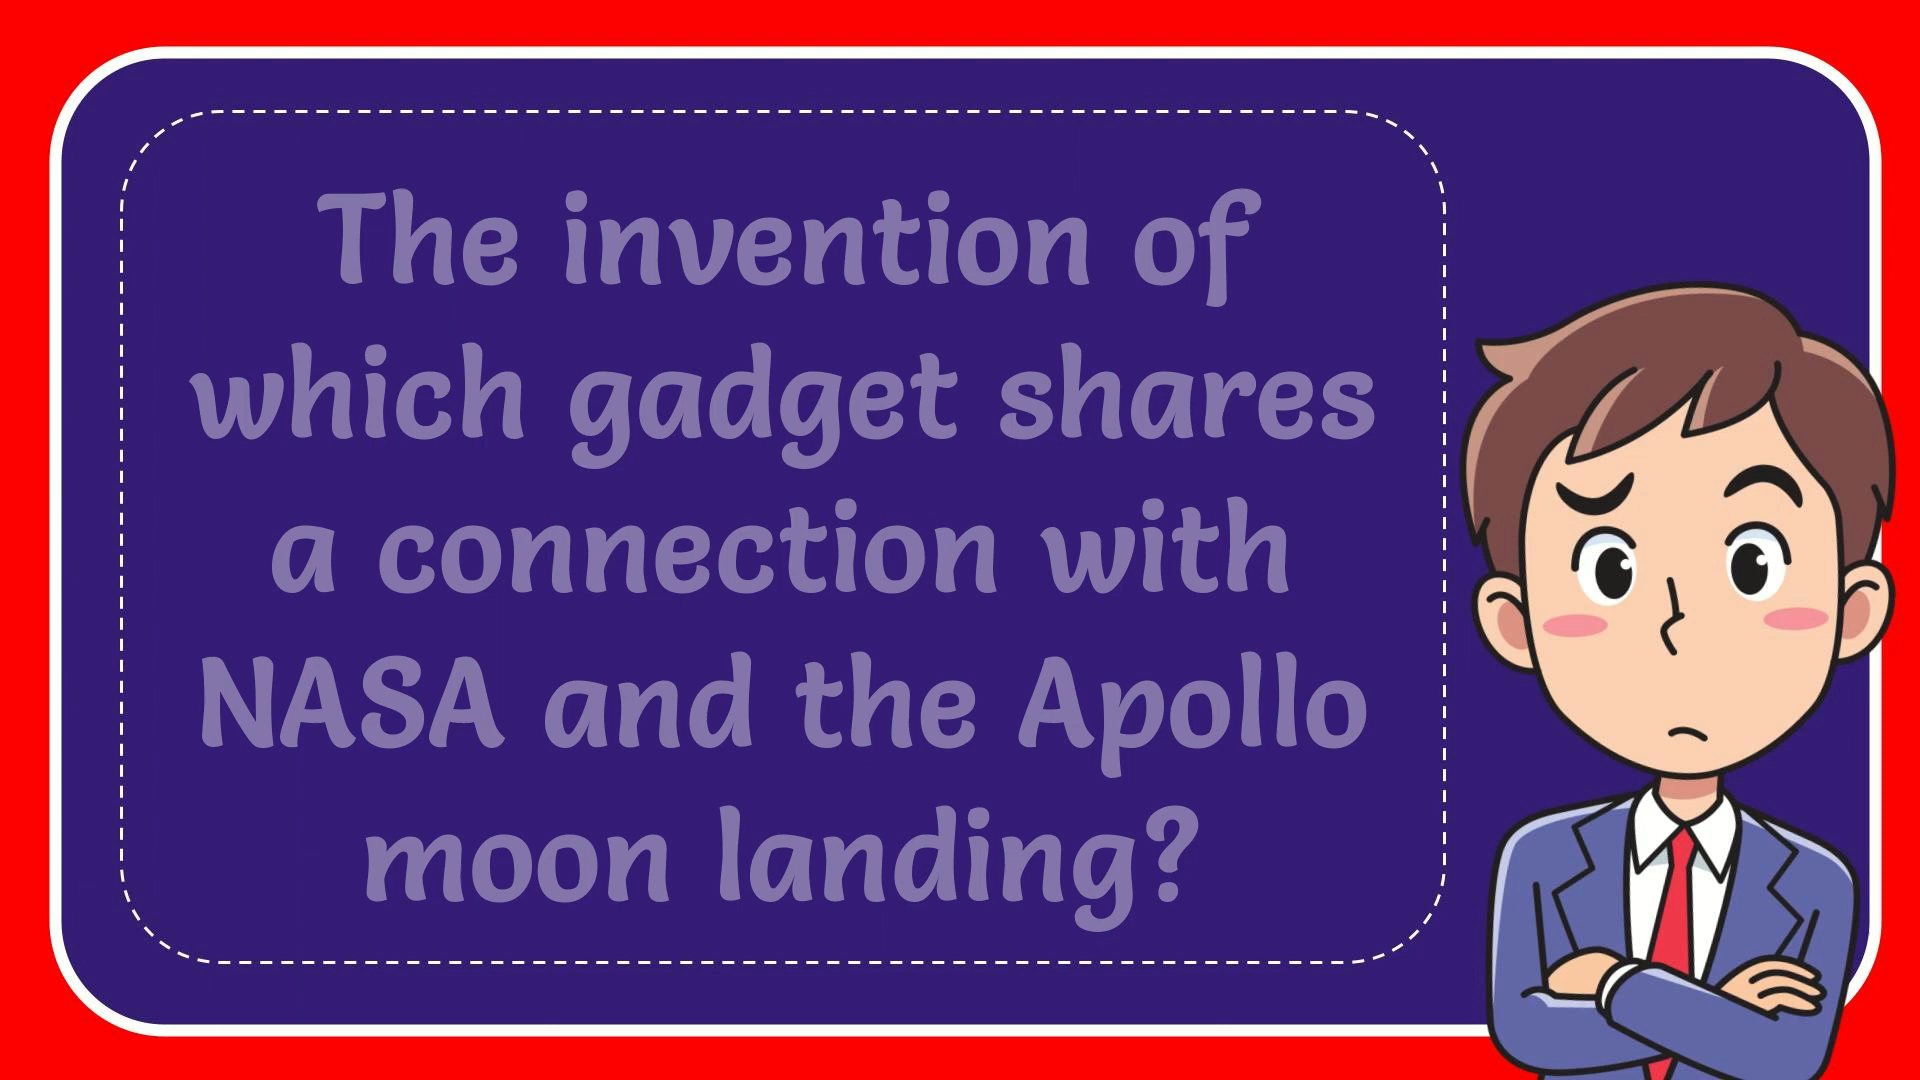 The invention of
which gadget shares
a connection with
NASA and the Apollo
moon landing?